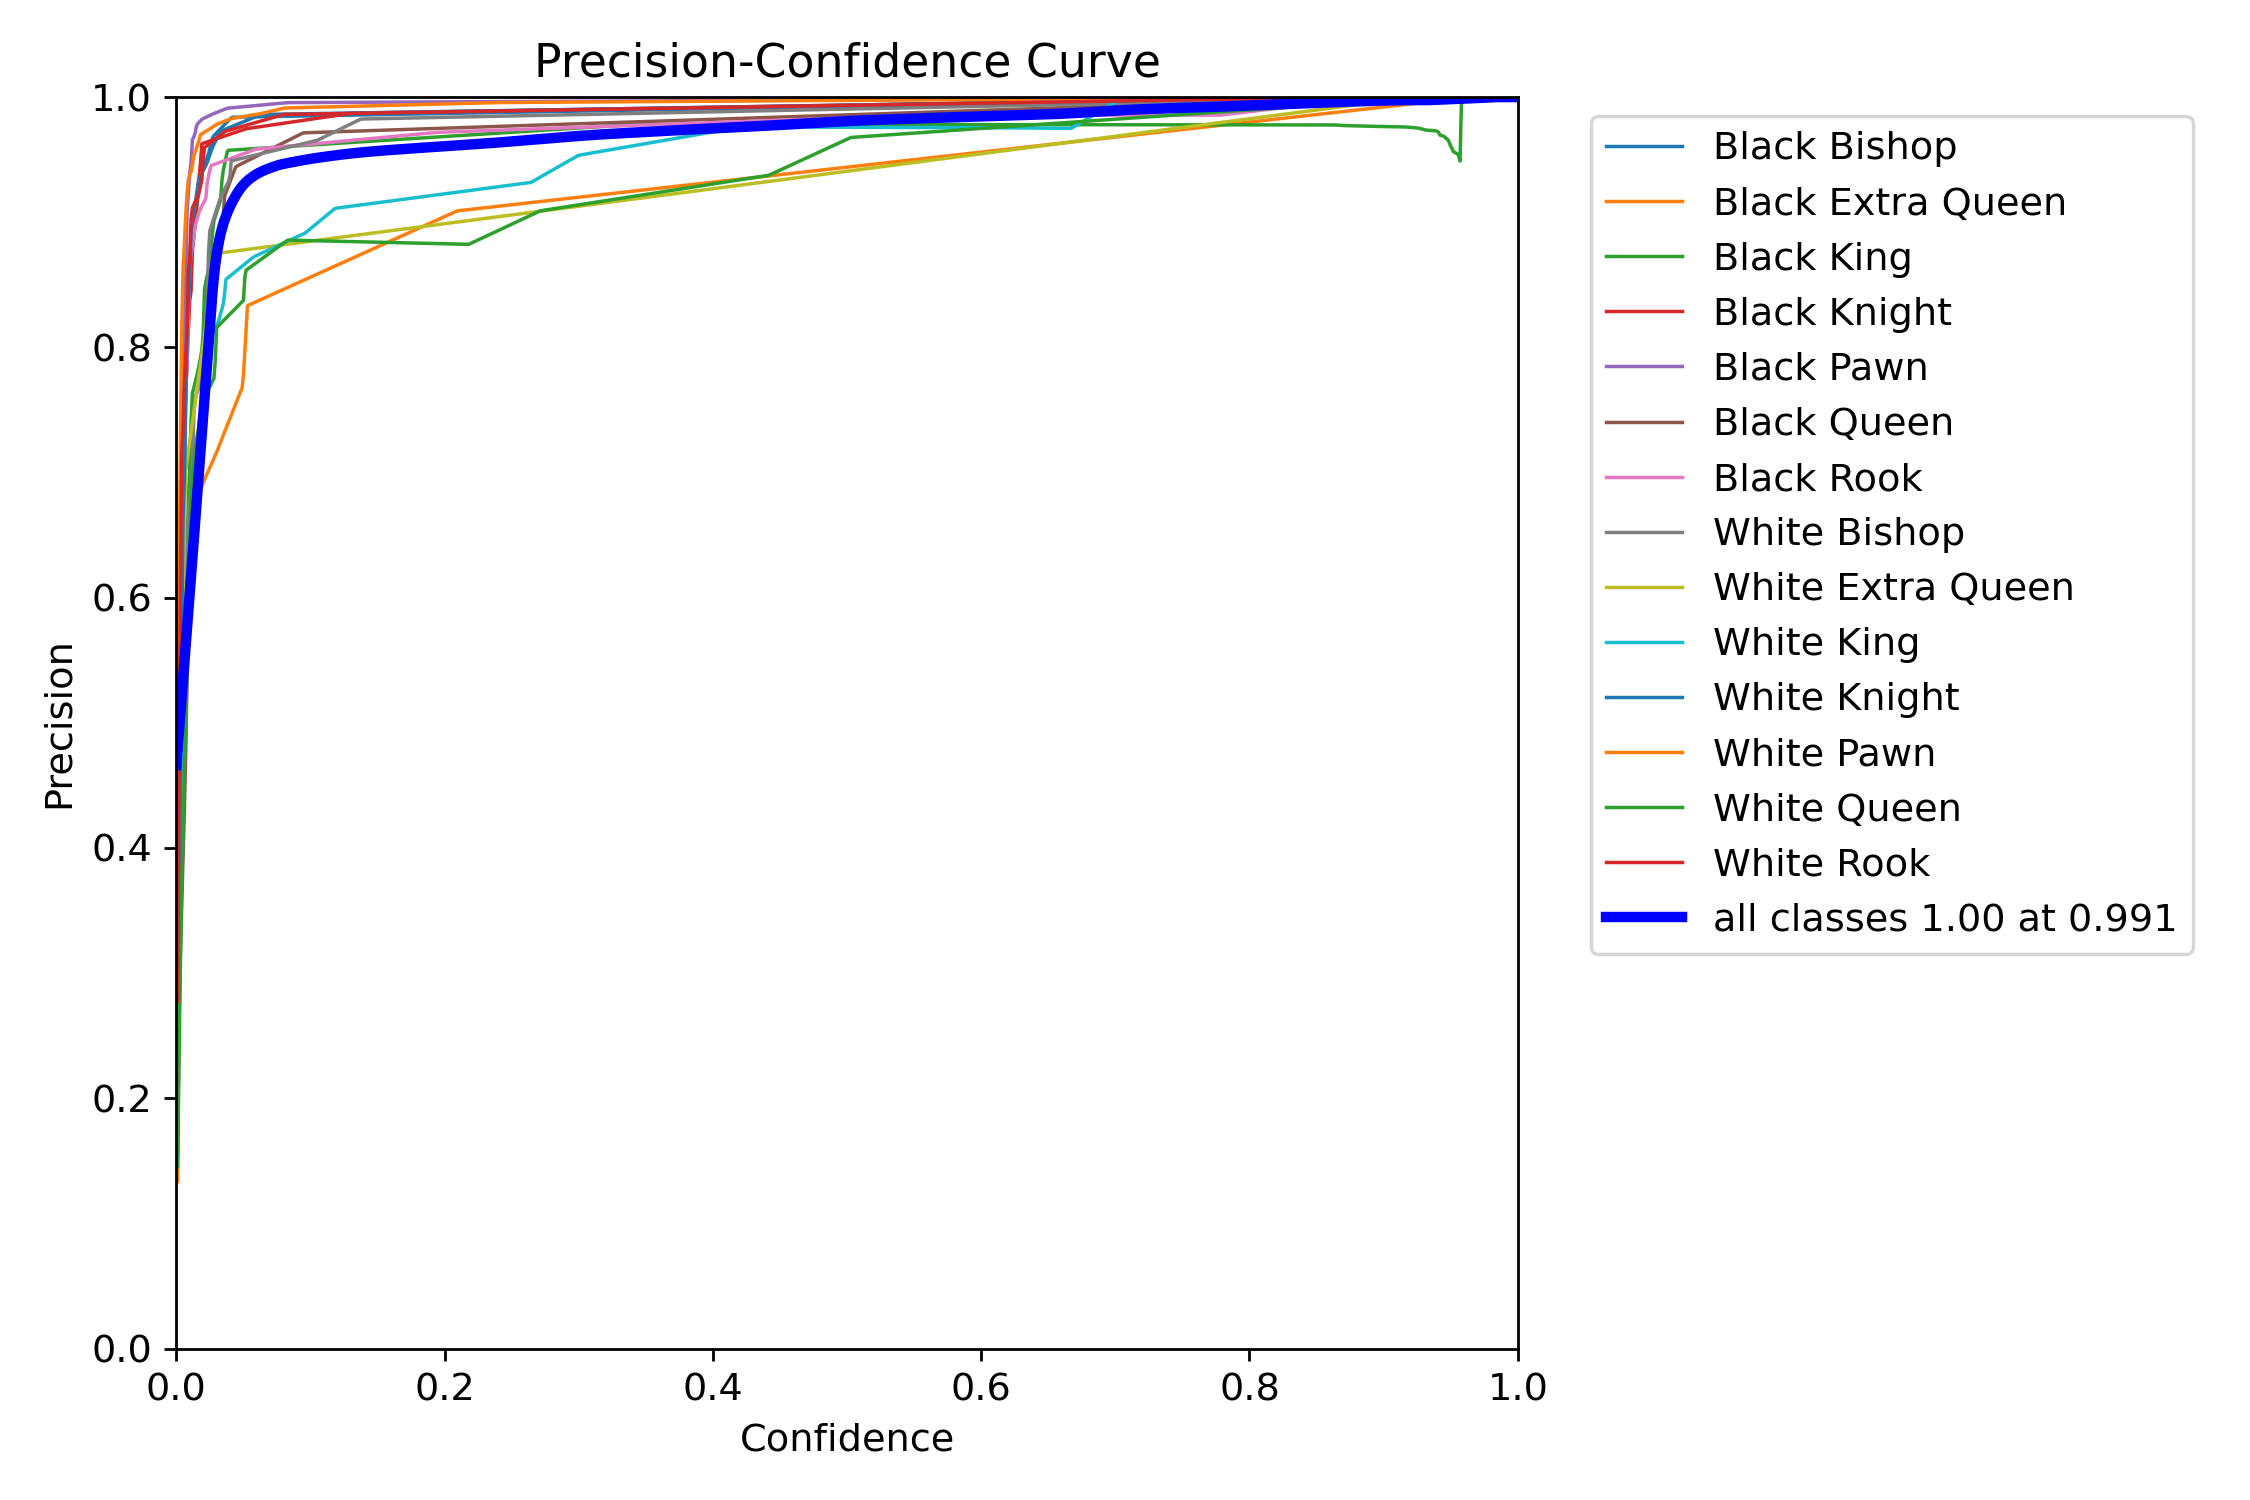 Precision-Confidence Curve
1.0
0.8
0.6
0.4
0.2
0.0
Precision
0.0 0.2 0.4 0.6 0.8 1.0
Confidence
Black Bishop
Black Extra Queen
Black King
Black Knight
Black Pawn
Black Queen
Black Rook
White Bishop
White Extra Queen
White King
White Knight
White Pawn
White Queen
White Rook
all classes 1.00 at 0.991